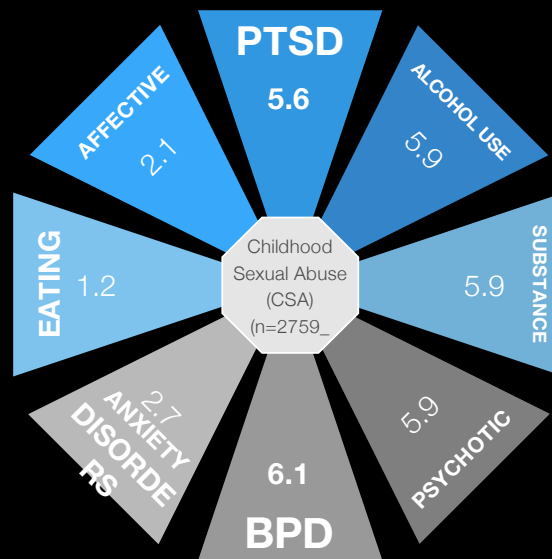 PTSD
5.6
ALCOHOL USE
5.9
SUBSTANCE
5.9
PSYCHOTIC
5.9
BPD
6.1
ANXIETY
DISORDE
RS
2.7
EATING
1.2
AFFECTIVE
2.1
Childhood
Sexual Abuse
(CSA)
(n=2759_